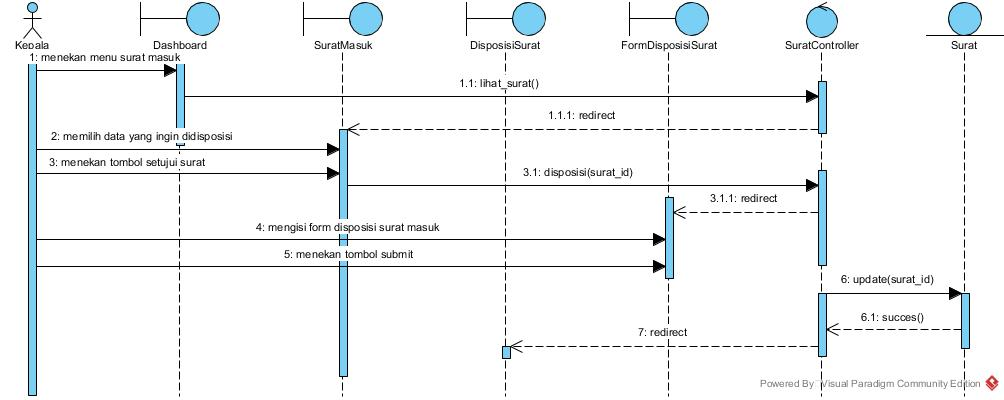 Kepala
Dashboard
SuratMasuk
DisposisiSurat
FormDisposisiSurat
SuratController
Surat
1: menekan menu surat masuk
1.1: lihat_surat()
1.1.1: redirect
2: memilih data yang ingin didisposisi
3: menekan tombol setujui surat
3.1: disposisi(surat_id)
3.1.1: redirect
4: mengisi form disposisi surat masuk
5: menekan tombol submit
6: update(surat_id)
6.1: succes()
7: redirect
Powered By Visual Paradigm Community Edition